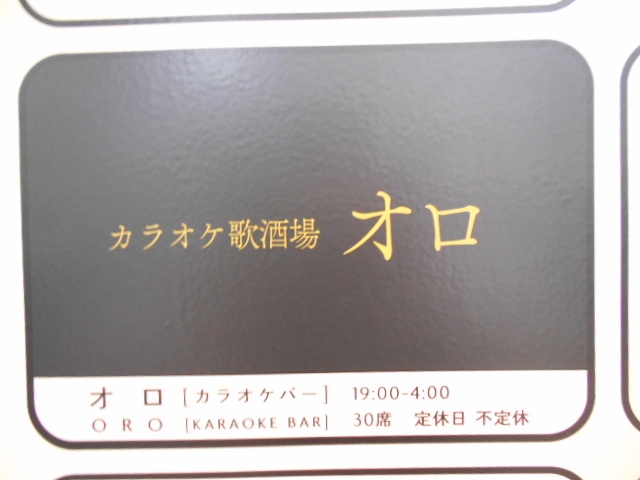 カラオケ歌酒場 オロ
オロ [カラオケバー] 19:00-4:00
ORO [KARAOKE BAR] 30席 定休日 不定休